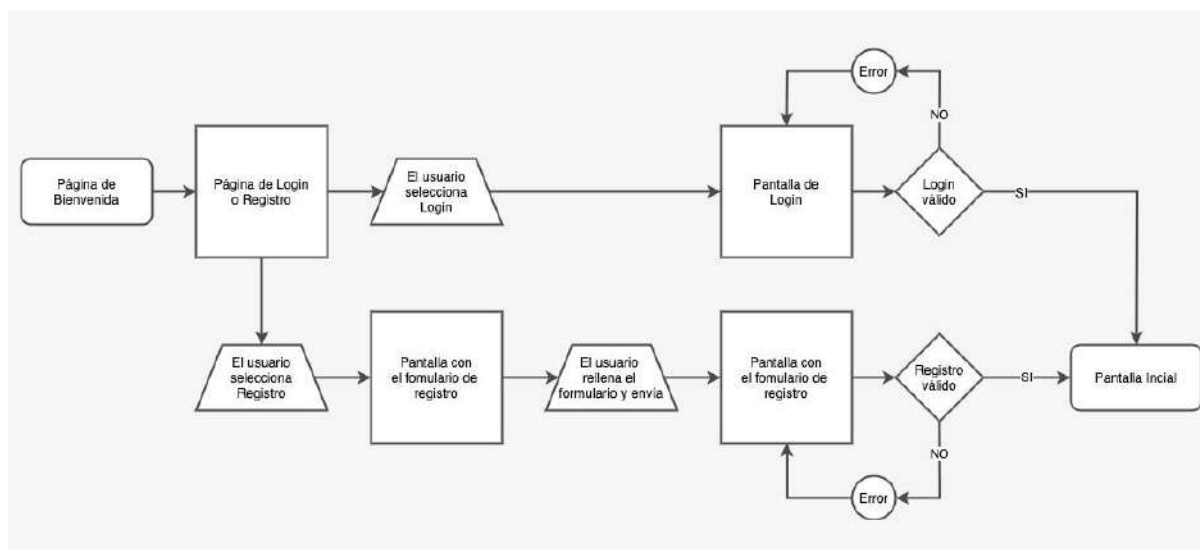 Error
NO
Página de
Bienvenida
Página de Login
o Registro
El usuario
selecciona
Login
Pantalla de
Login
Login
válido
SI
El usuario
selecciona
Registro
Pantalla con
el fomulario de
registro
El usuario
rellena el
formulario y envía
Pantalla con
el fomulario de
registro
Registro
válido
SI
Pantalla Incial
NO
Error